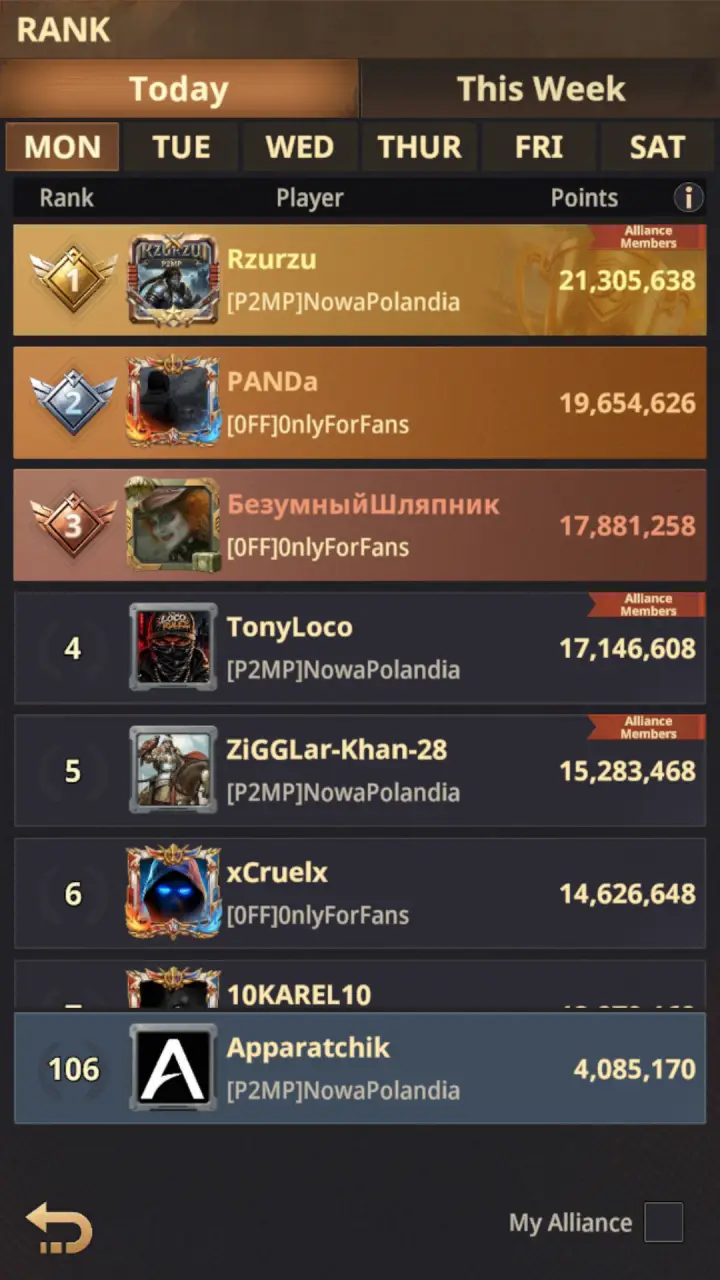 RANK
Today
This Week
MON
TUE
WED
THUR
FRI
SAT
Rank
Player
Points
1
Rzurzu
[P2MP]NowaPolandia
Alliance
Members
21,305,638
2
PANDa
[0FF]0nlyForFans
19,654,626
3
БезумныйШляпник
[0FF]0nlyForFans
17,881,258
4
TonyLoco
[P2MP]NowaPolandia
Alliance
Members
17,146,608
5
ZiGGLar-Khan-28
[P2MP]NowaPolandia
Alliance
Members
15,283,468
6
xCruelx
[0FF]0nlyForFans
14,626,648
10KAREL10
106
Apparatchik
[P2MP]NowaPolandia
4,085,170
My Alliance